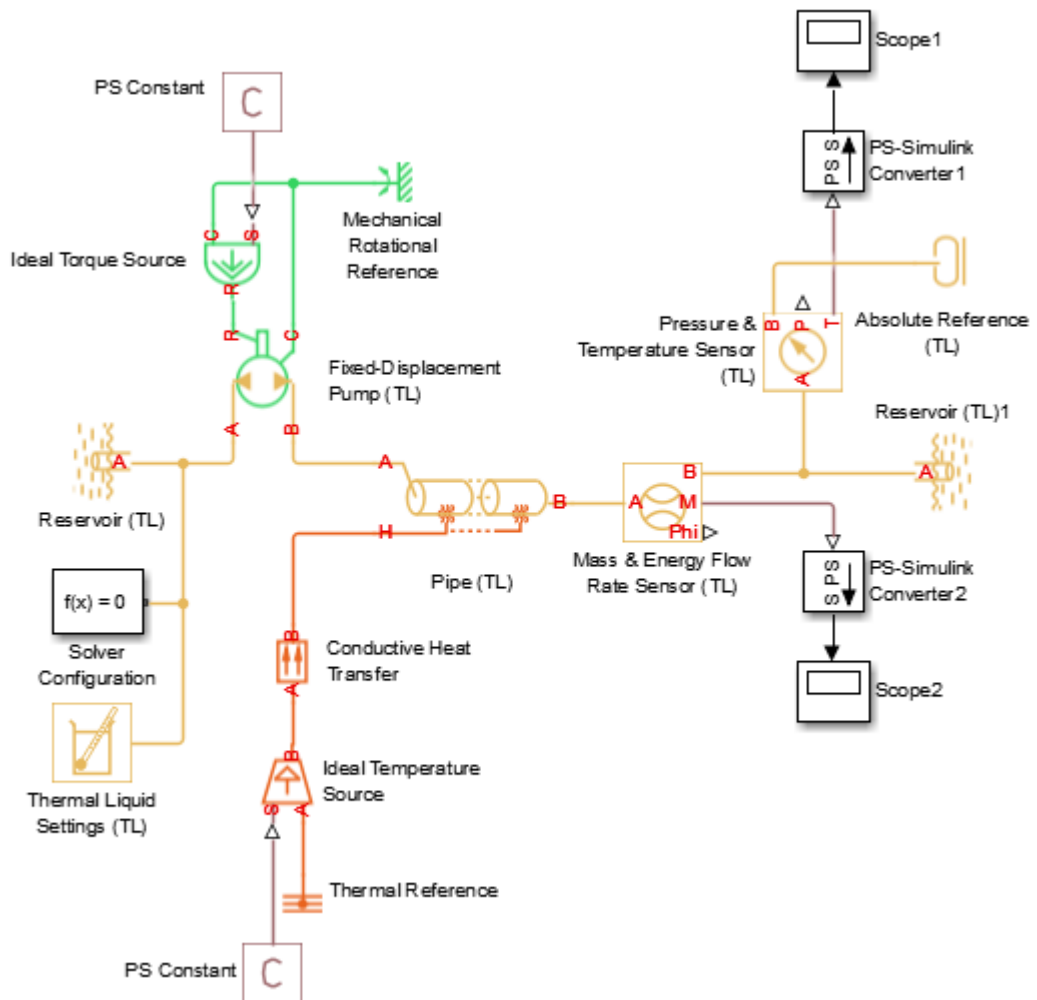 Scope1
PS Constant
C
PS-Simulink
Converter1
PS S
Mechanical
Rotational
Reference
C
S
Ideal Torque Source
R
R
C
Absolute Reference
(TL)
Pressure &
Temperature Sensor
(TL)
B
P
T
A
Fixed-Displacement
Pump (TL)
Reservoir (TL)1
A
B
A
Reservoir (TL)
A
B
A
B
M
Phi
A
H
Pipe (TL)
Mass & Energy Flow
Rate Sensor (TL)
S PS
PS-Simulink
Converter2
f(x) = 0
Solver
Configuration
B
A
Conductive Heat
Transfer
Scope2
Thermal Liquid
Settings (TL)
B
S
A
Ideal Temperature
Source
Thermal Reference
PS Constant
C